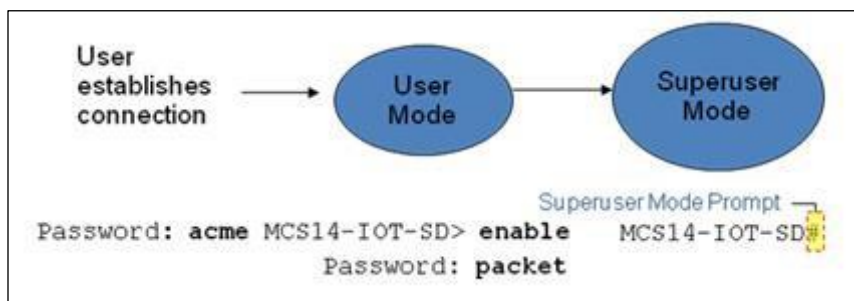 User
establishes
connection
User
Mode
Superuser
Mode
Superuser Mode Prompt
Password: acme MCS14-IOT-SD> enable MCS14-IOT-SD#
Password: packet